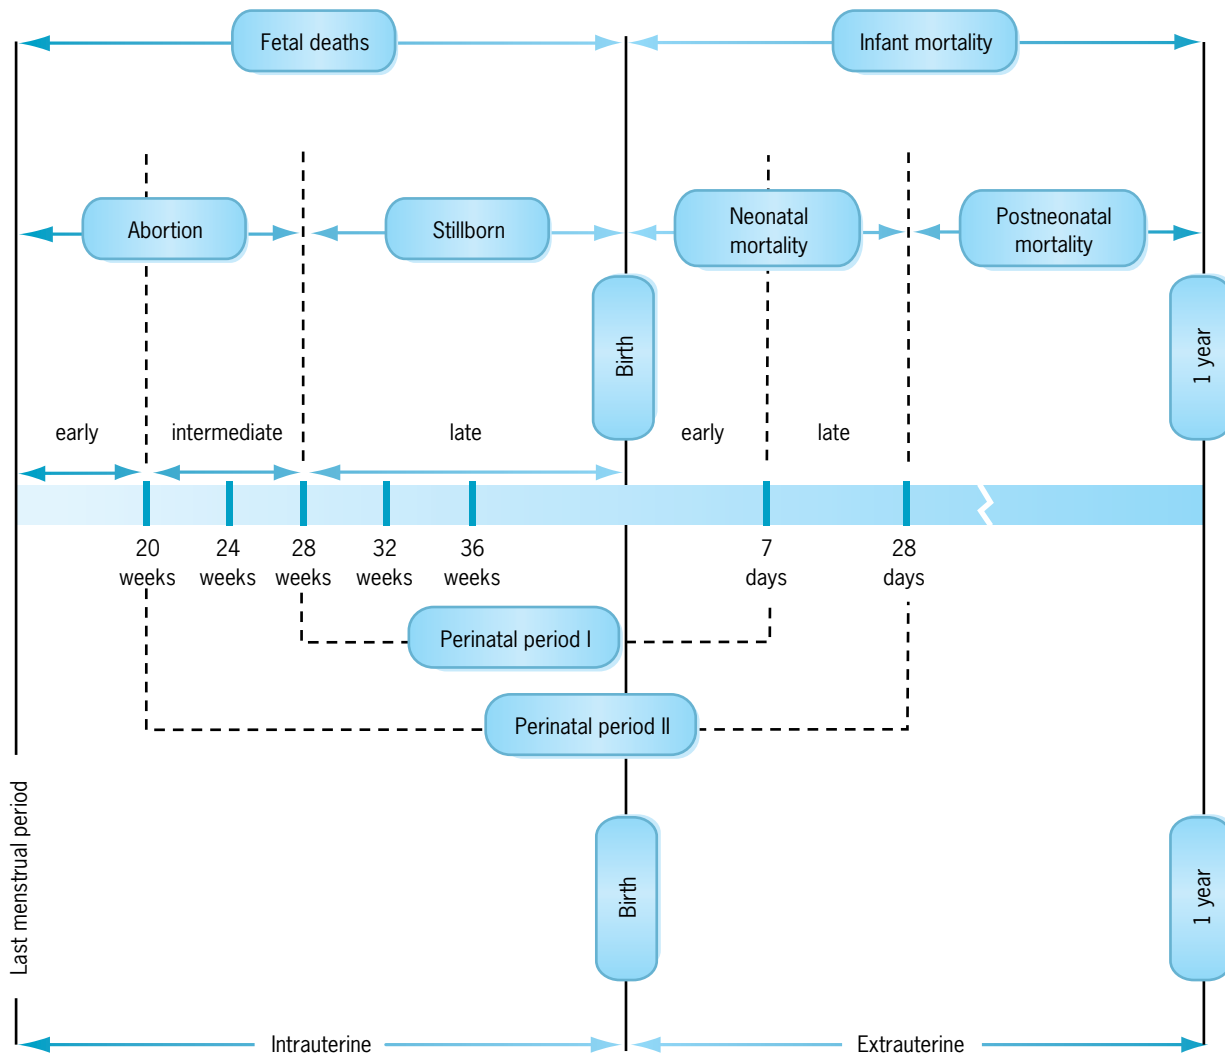 Fetal deaths
Infant mortality
Abortion
Stillborn
Neonatal
mortality
Postneonatal
mortality
Birth
1 year
early
intermediate
late
early
late
20
weeks
24
weeks
28
weeks
32
weeks
36
weeks
7
days
28
days
Perinatal period I
Perinatal period II
Last menstrual period
Birth
1 year
Intrauterine
Extrauterine